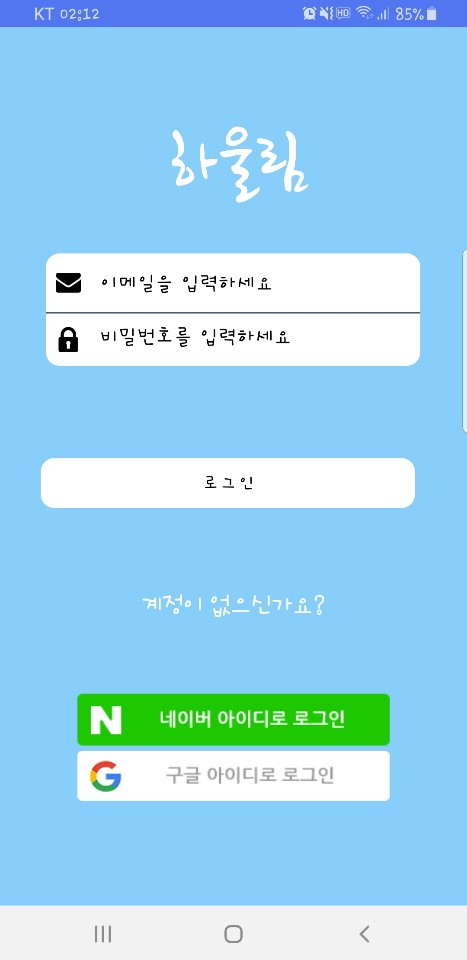 KT 02:12 HD 85%
하울림
이메일을 입력하세요
비밀번호를 입력하세요
로그인
계정이 없으신가요?
N 네이버 아이디로 로그인
G 구글 아이디로 로그인